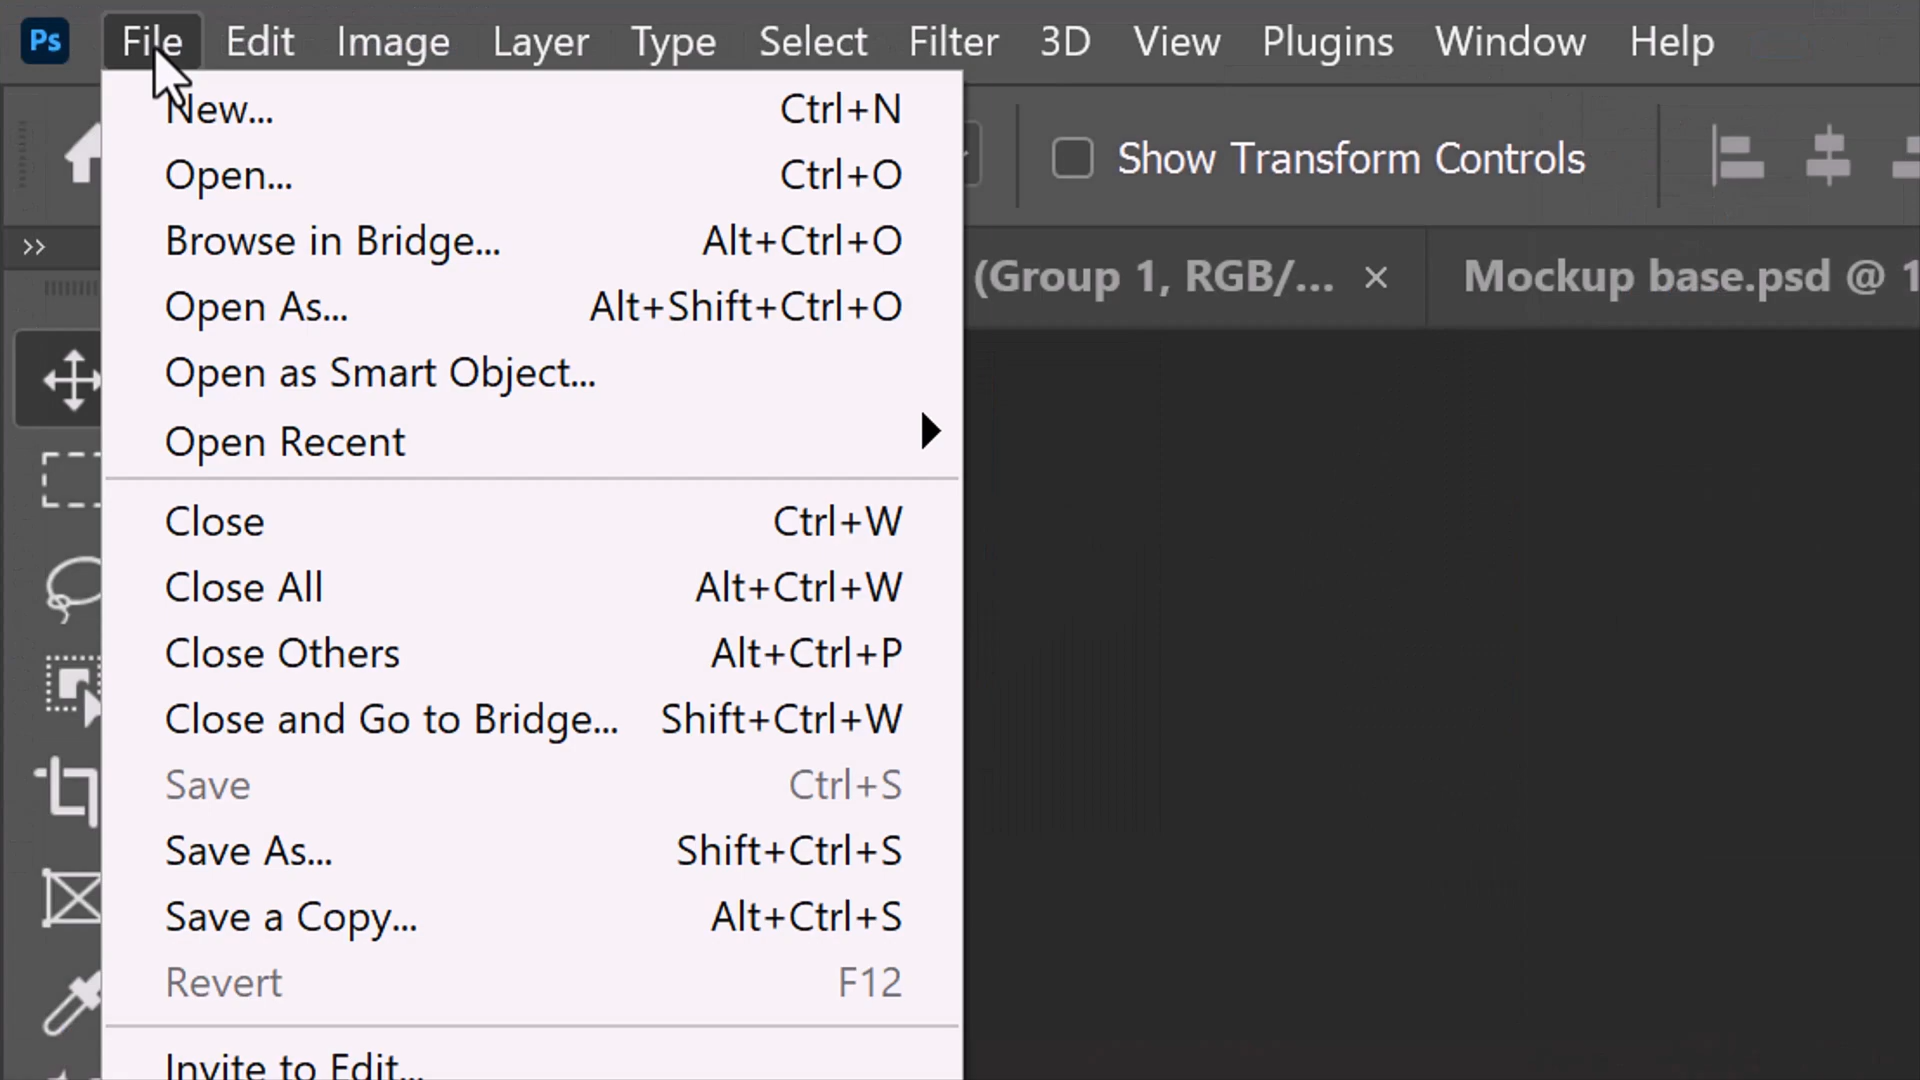 Ps File Edit Image Layer Type Select Filter 3D View Plugins Window Help
New... Ctrl+N
Show Transform Controls
Open... Ctrl+O
Browse in Bridge... Alt+Ctrl+O
(Group 1, RGB/... × Mockup base.psd @ 1
Open As... Alt+Shift+Ctrl+O
Open as Smart Object...
Open Recent
Close Ctrl+W
Close All Alt+Ctrl+W
Close Others Alt+Ctrl+P
Close and Go to Bridge... Shift+Ctrl+W
Save Ctrl+S
Save As... Shift+Ctrl+S
Save a Copy... Alt+Ctrl+S
Revert F12
Invite to Edit...